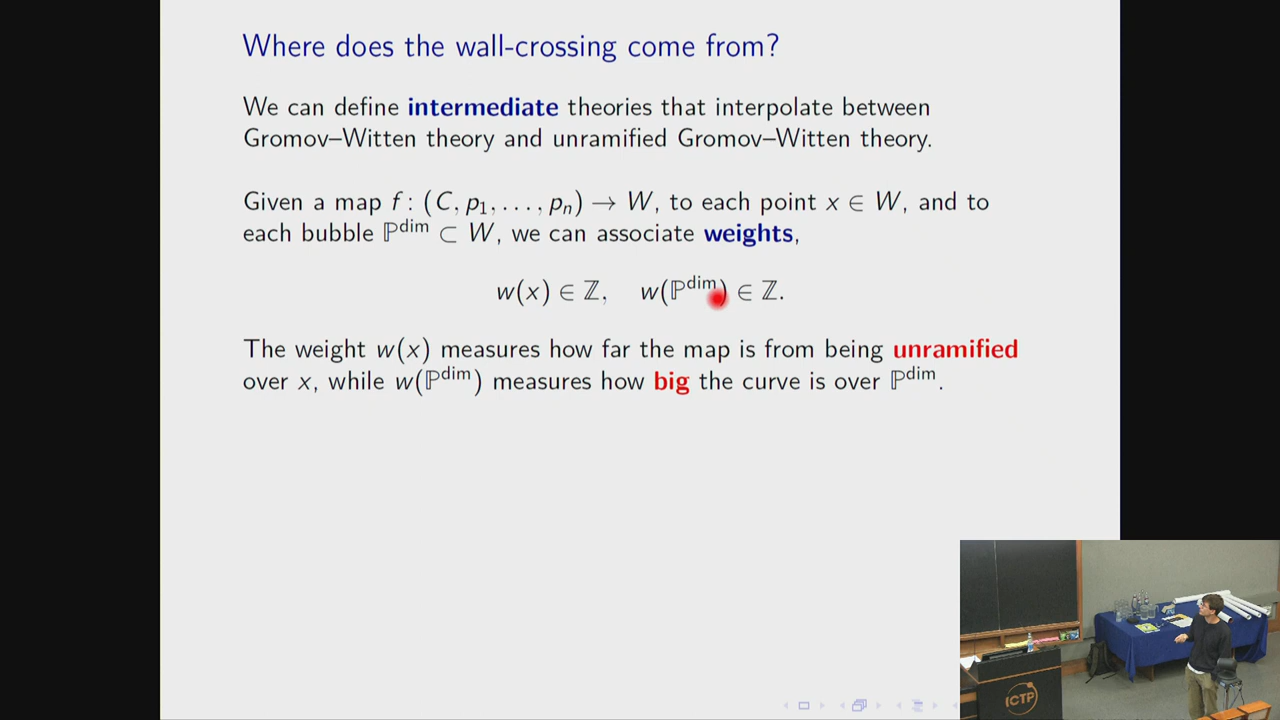 Where does the wall-crossing come from?
We can define intermediate theories that interpolate between
Gromov–Witten theory and unramified Gromov–Witten theory.
Given a map f : (C, p₁, . . . , pₙ) → W, to each point x ∈ W, and to
each bubble ℙ^dim ⊂ W, we can associate weights,
w(x) ∈ ℤ, w(ℙ^dim) ∈ ℤ.
The weight w(x) measures how far the map is from being unramified
over x, while w(ℙ^dim) measures how big the curve is over ℙ^dim.
ICTP